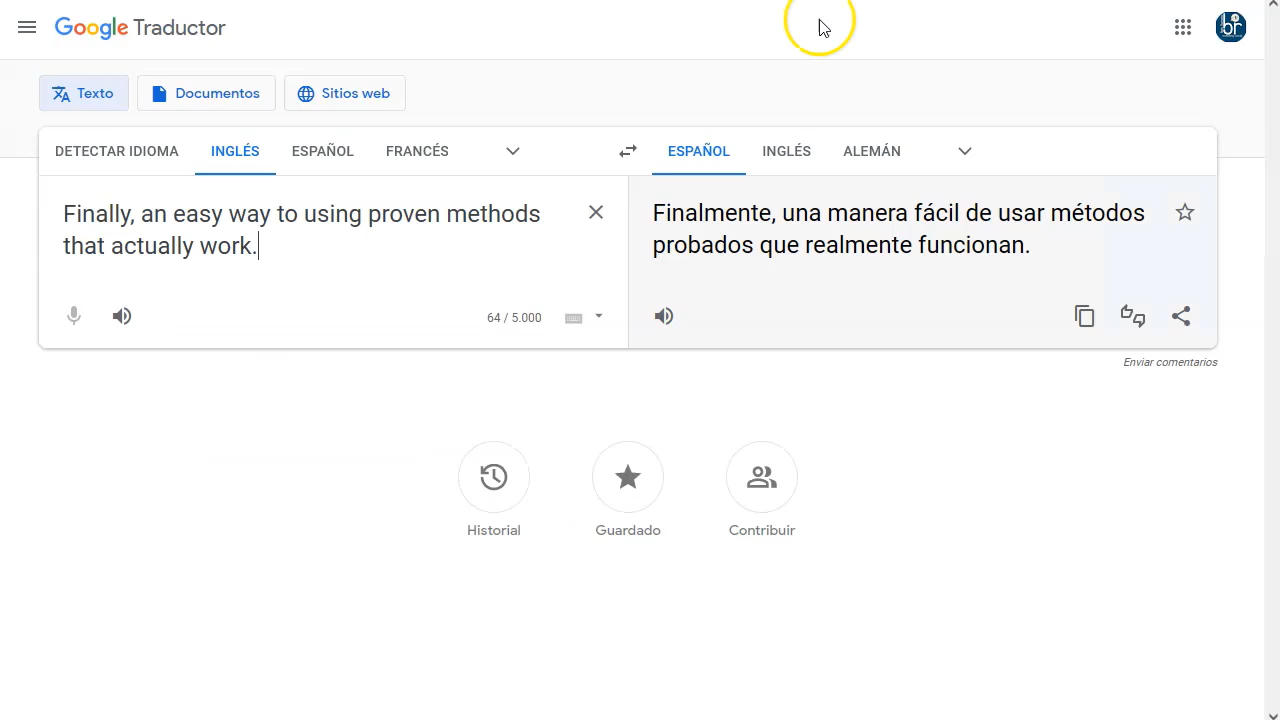 Google Traductor
br
Texto
Documentos
Sitios web
DETECTAR IDIOMA
INGLÉS
ESPAÑOL
FRANCÉS
ESPAÑOL
INGLÉS
ALEMÁN
Finally, an easy way to using proven methods
that actually work.
64 / 5.000
Finalmente, una manera fácil de usar métodos
probados que realmente funcionan.
Enviar comentarios
Historial
Guardado
Contribuir